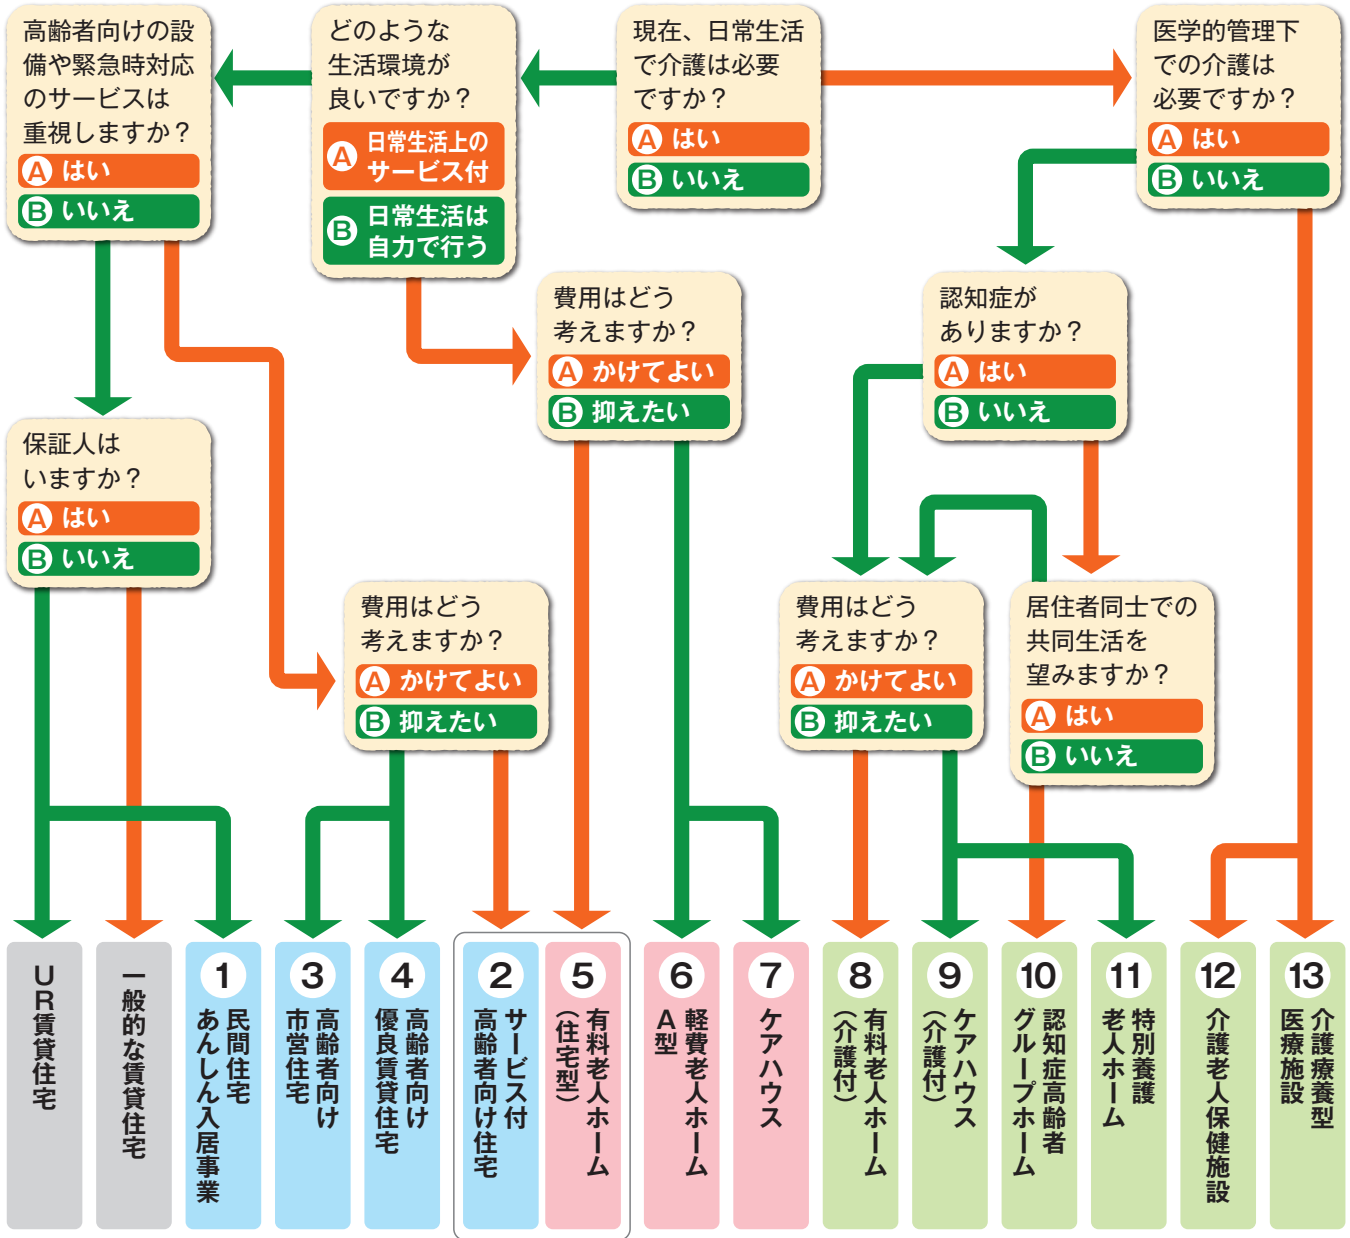 高齢者向けの設
備や緊急時対応
のサービスは
重視しますか？
A はい
B いいえ
どのような
生活環境が
良いですか？
A 日常生活上の
サービス付
B 日常生活は
自力で行う
現在、日常生活
で介護は必要
ですか？
A はい
B いいえ
医学的管理下
での介護は
必要ですか？
A はい
B いいえ
費用はどう
考えますか？
A かけてよい
B 抑えたい
認知症が
ありますか？
A はい
B いいえ
保証人は
いますか？
A はい
B いいえ
費用はどう
考えますか？
A かけてよい
B 抑えたい
費用はどう
考えますか？
A かけてよい
B 抑えたい
居住者同士での
共同生活を
望みますか？
A はい
B いいえ
UR賃貸住宅
一般的な賃貸住宅
1
民間住宅
あんしん入居事業
3
高齢者向け
市営住宅
4
高齢者向け
優良賃貸住宅
2
サービス付
高齢者向け住宅
5
有料老人ホーム
（住宅型）
6
軽費老人ホーム
A型
7
ケアハウス
8
有料老人ホーム
（介護付）
9
ケアハウス
（介護付）
10
認知症高齢者
グループホーム
11
特別養護
老人ホーム
12
介護老人保健施設
13
介護療養型
医療施設